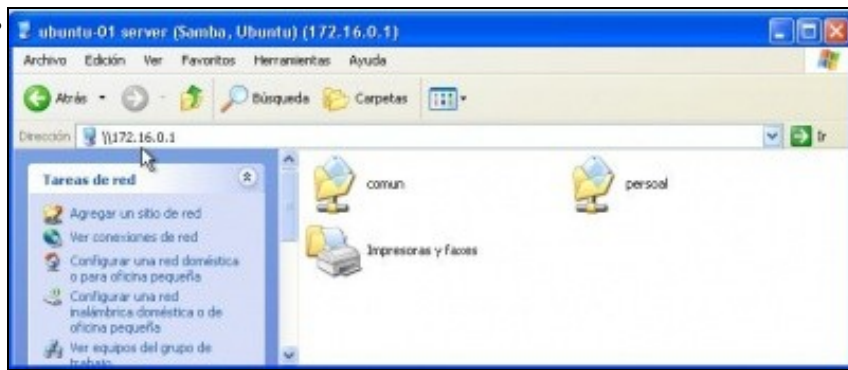 ubuntu-01 server (Samba, Ubuntu) (172.16.0.1)
Archivo Edición Ver Favoritos Herramientas Ayuda
Atrás Búsqueda Carpetas
Dirección \\172.16.0.1 Ir
Tareas de red
Agregar un sitio de red
Ver conexiones de red
Configurar una red doméstica
o para oficina pequeña
Configurar una red
inalámbrica doméstica o de
oficina pequeña
Ver equipos del grupo de
trabajo
comun
persoal
Impresoras y faxes